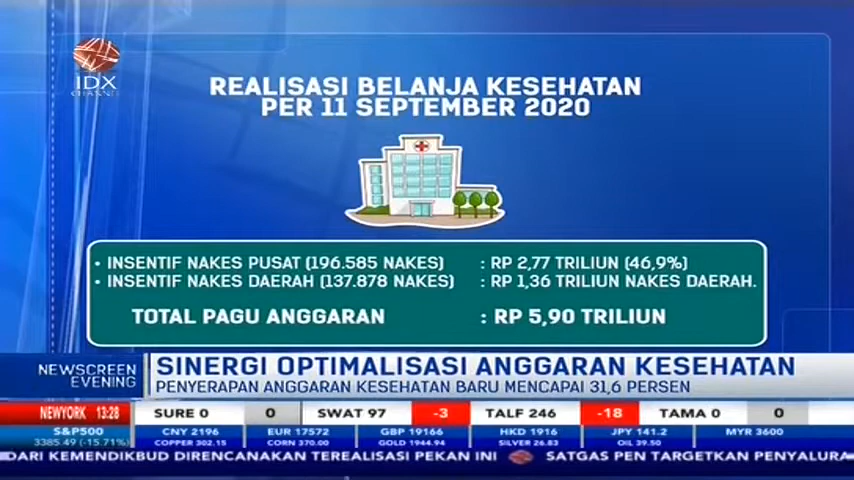 IDX
CHANNEL
REALISASI BELANJA KESEHATAN
PER 11 SEPTEMBER 2020
• INSENTIF NAKES PUSAT (196.585 NAKES) : RP 2,77 TRILIUN (46,9%)
• INSENTIF NAKES DAERAH (137.878 NAKES) : RP 1,36 TRILIUN NAKES DAERAH.
TOTAL PAGU ANGGARAN : RP 5,90 TRILIUN
NEWSCREEN
EVENING
SINERGI OPTIMALISASI ANGGARAN KESEHATAN
PENYERAPAN ANGGARAN KESEHATAN BARU MENCAPAI 31,6 PERSEN
NEWYORK 13:28 SURE 0 0 SWAT 97 -3 TALF 246 -18 TAMA 0 0
S&P500 CNY 2196 EUR 17572 GBP 19166 HKD 1916 JPY 141.2 MYR 3600
3385.49 (-15.71%) COPPER 302.15 CORN 370.00 GOLD 1944.94 SILVER 26.83 OIL 39.50
DARI KEMENDIKBUD DIRENCANAKAN TEREALISASI PEKAN INI SATGAS PEN TARGETKAN PENYALURA